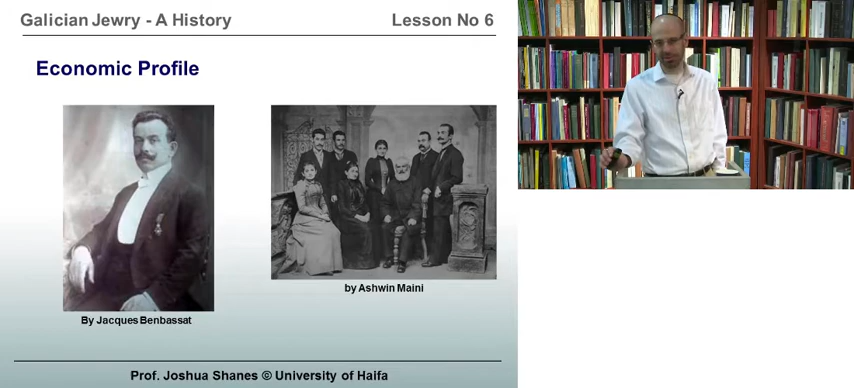 Galician Jewry - A History Lesson No 6
Economic Profile
By Jacques Benbassat
by Ashwin Maini
Prof. Joshua Shanes © University of Haifa